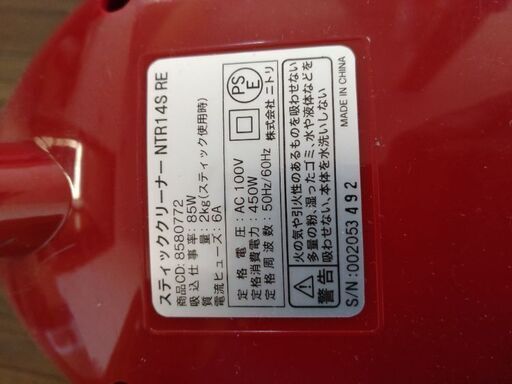 スティッククリーナー NTR14S RE
商品CD: 8580772
吸込仕事率: 85W
質量: 2kg(スティック使用時)
電流ヒューズ: 6A
定格電圧: AC 100V
定格消費電力: 450W
定格周波数: 50Hz/60Hz
PS
E
株式会社ニトリ
警告
火の気や引火性のあるものを吸わせない
多量の粉、湿ったゴミ、水や液体などを
吸わせない、本体を水洗いしない
S/N: 002053492
MADE IN CHINA